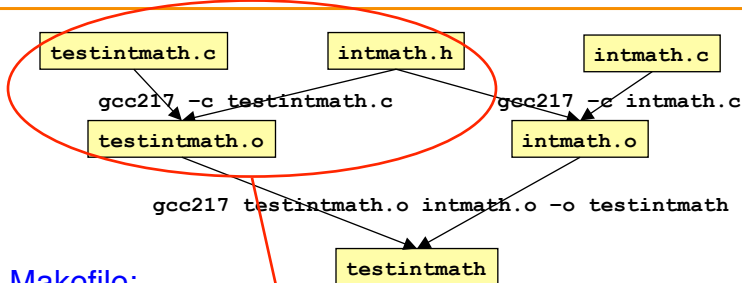 testintmath.c intmath.h intmath.c
gcc217 –c testintmath.c gcc217 –c intmath.c
testintmath.o intmath.o
gcc217 testintmath.o intmath.o –o testintmath
testintmath
Makefile: